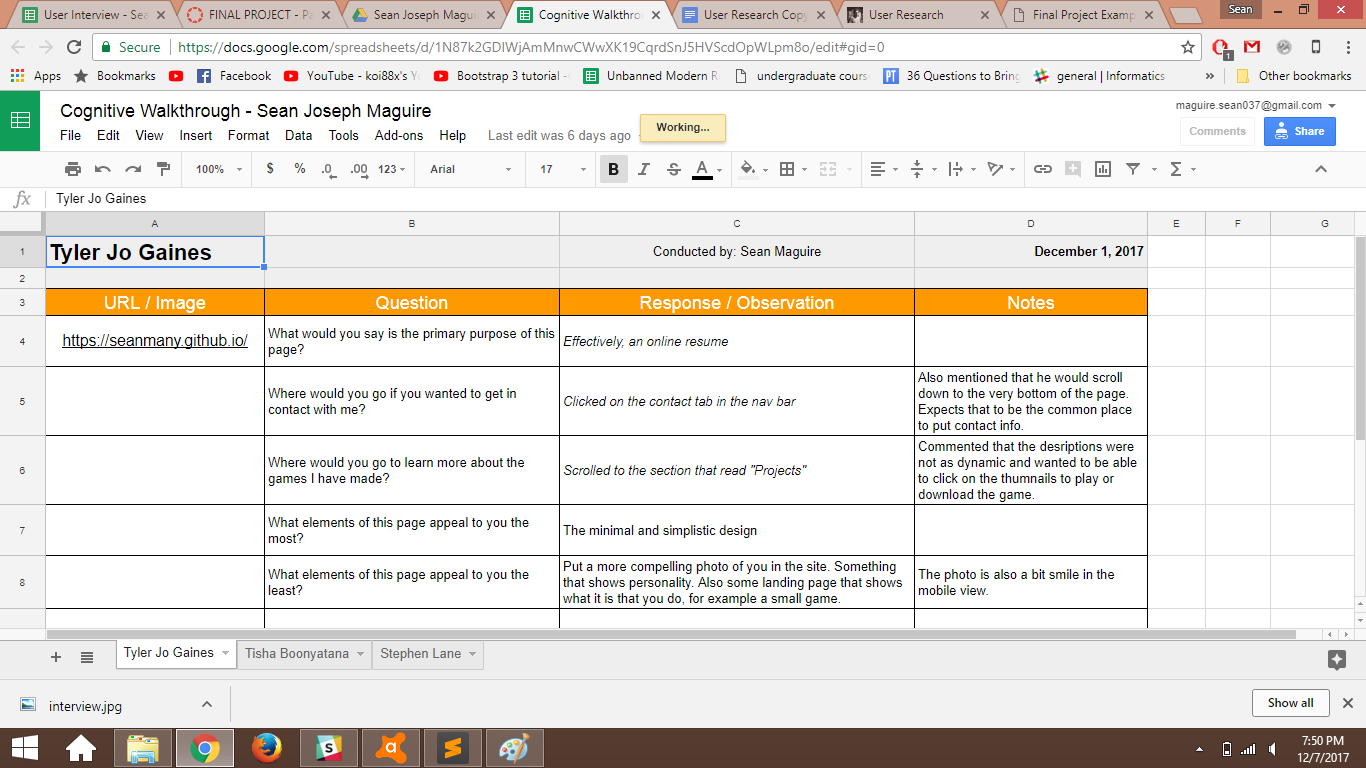 User Interview - Sea
FINAL PROJECT - Pa
Sean Joseph Maguir
Cognitive Walkthrou
User Research Copy
User Research
Final Project Examp
Sean
Secure
https://docs.google.com/spreadsheets/d/1N87k2GDIWjAmMnwCWwXK19CqrdSnJ5HVScdOpWLpm8o/edit#gid=0
1
Apps
Bookmarks
Facebook
YouTube - koi88x's Y
Bootstrap 3 tutorial -
Unbanned Modern R
undergraduate cours
PT
36 Questions to Bring
general | Informatics
»
Other bookmarks
Cognitive Walkthrough - Sean Joseph Maguire
maguire.sean037@gmail.com
File Edit View Insert Format Data Tools Add-ons Help
Last edit was 6 days ago
Working...
Comments
Share
100%
$ % .0 .00 123
Arial
17
B I S A
Σ
fx
Tyler Jo Gaines
A B C D E F G
1 Tyler Jo Gaines Conducted by: Sean Maguire December 1, 2017
2
3 URL / Image Question Response / Observation Notes
4
https://seanmany.github.io/
What would you say is the primary purpose of this
page?
Effectively, an online resume
5
Where would you go if you wanted to get in
contact with me?
Clicked on the contact tab in the nav bar
Also mentioned that he would scroll
down to the very bottom of the page.
Expects that to be the common place
to put contact info.
6
Where would you go to learn more about the
games I have made?
Scrolled to the section that read "Projects"
Commented that the desriptions were
not as dynamic and wanted to be able
to click on the thumnails to play or
download the game.
7
What elements of this page appeal to you the
most?
The minimal and simplistic design
8
What elements of this page appeal to you the
least?
Put a more compelling photo of you in the site. Something
that shows personality. Also some landing page that shows
what it is that you do, for example a small game.
The photo is also a bit smile in the
mobile view.
Tyler Jo Gaines
Tisha Boonyatana
Stephen Lane
interview.jpg
Show all
7:50 PM
12/7/2017